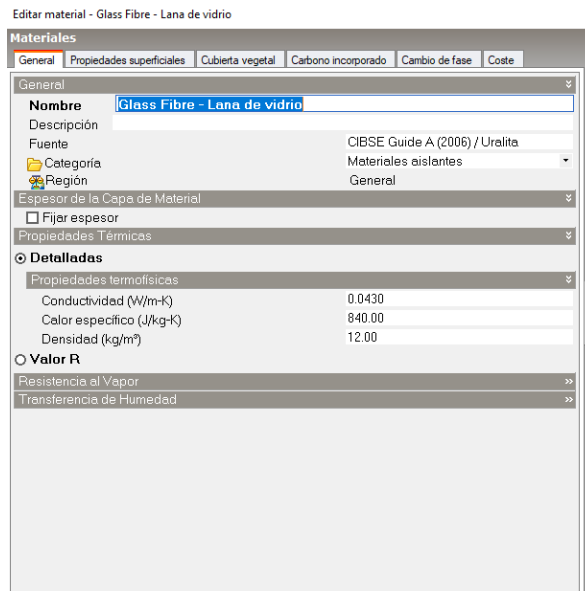 Editar material - Glass Fibre - Lana de vidrio
Materiales
General Propiedades superficiales Cubierta vegetal Carbono incorporado Cambio de fase Coste
General
Nombre Glass Fibre - Lana de vidrio
Descripción
Fuente CIBSE Guide A (2006) / Uralita
Categoría Materiales aislantes
Región General
Espesor de la Capa de Material
Fijar espesor
Propiedades Térmicas
Detalladas
Propiedades termofísicas
Conductividad (W/m-K) 0.0430
Calor específico (J/kg-K) 840.00
Densidad (kg/m³) 12.00
Valor R
Resistencia al Vapor
Transferencia de Humedad